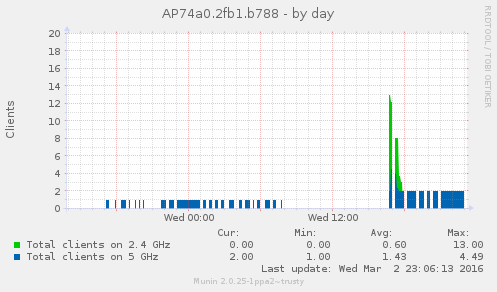 AP74a0.2fb1.b788 - by day
RRDTOOL / TOBI OETIKER
Clients
20
18
16
14
12
10
8
6
4
2
0
Wed 00:00 Wed 12:00
Cur: Min: Avg: Max:
Total clients on 2.4 GHz 0.00 0.00 0.60 13.00
Total clients on 5 GHz 2.00 1.00 1.43 4.49
Last update: Wed Mar 2 23:06:13 2016
Munin 2.0.25-1ppa2~trusty